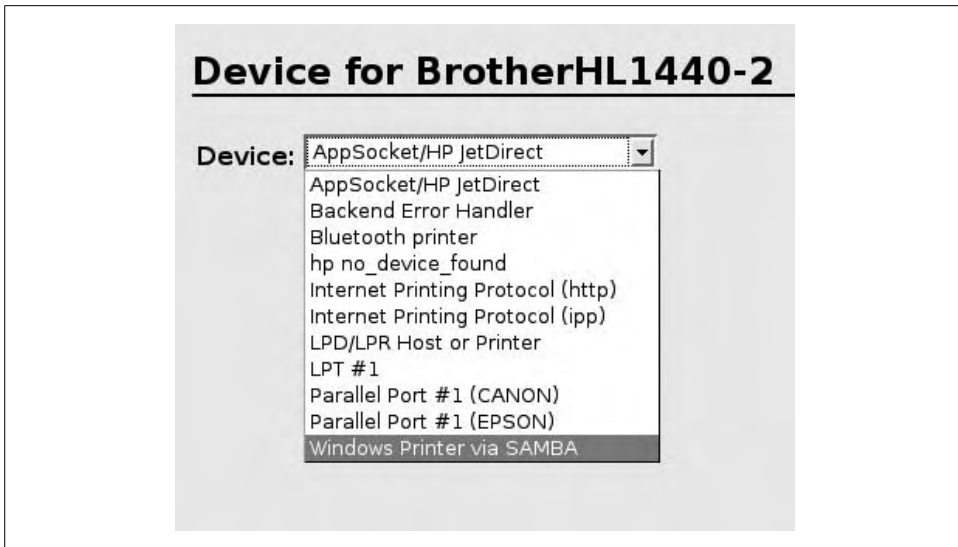 Device for BrotherHL1440-2
Device: AppSocket/HP JetDirect
AppSocket/HP JetDirect
Backend Error Handler
Bluetooth printer
hp no_device_found
Internet Printing Protocol (http)
Internet Printing Protocol (ipp)
LPD/LPR Host or Printer
LPT #1
Parallel Port #1 (CANON)
Parallel Port #1 (EPSON)
Windows Printer via SAMBA